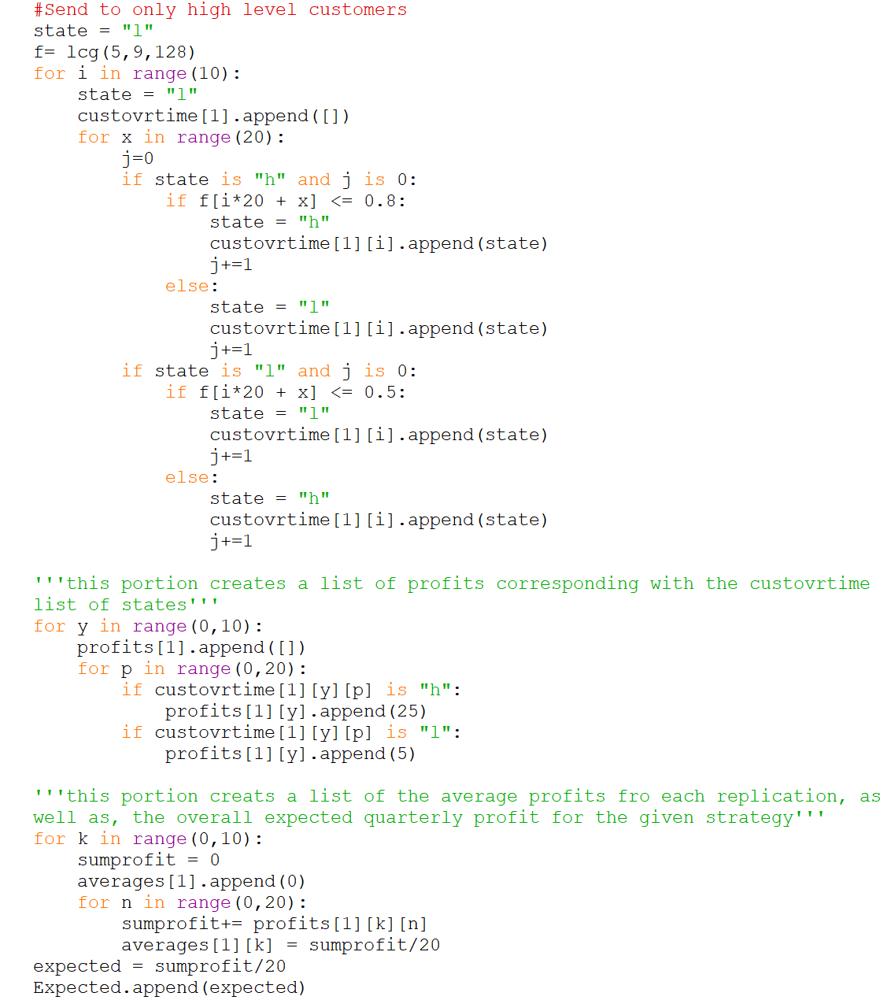 #Send to only high level customers
state = "l"
f= lcg(5,9,128)
for i in range(10):
    state = "l"
    custovrtime[1].append([])
    for x in range(20):
        j=0
        if state is "h" and j is 0:
            if f[i*20 + x] <= 0.8:
                state = "h"
                custovrtime[1][i].append(state)
                j+=1
            else:
                state = "l"
                custovrtime[1][i].append(state)
                j+=1
        if state is "l" and j is 0:
            if f[i*20 + x] <= 0.5:
                state = "l"
                custovrtime[1][i].append(state)
                j+=1
            else:
                state = "h"
                custovrtime[1][i].append(state)
                j+=1

'''this portion creates a list of profits corresponding with the custovrtime
list of states'''
for y in range(0,10):
    profits[1].append([])
    for p in range(0,20):
        if custovrtime[1][y][p] is "h":
            profits[1][y].append(25)
        if custovrtime[1][y][p] is "l":
            profits[1][y].append(5)

'''this portion creats a list of the average profits fro each replication, as
well as, the overall expected quarterly profit for the given strategy'''
for k in range(0,10):
    sumprofit = 0
    averages[1].append(0)
    for n in range(0,20):
        sumprofit+= profits[1][k][n]
        averages[1][k] = sumprofit/20
expected = sumprofit/20
Expected.append(expected)